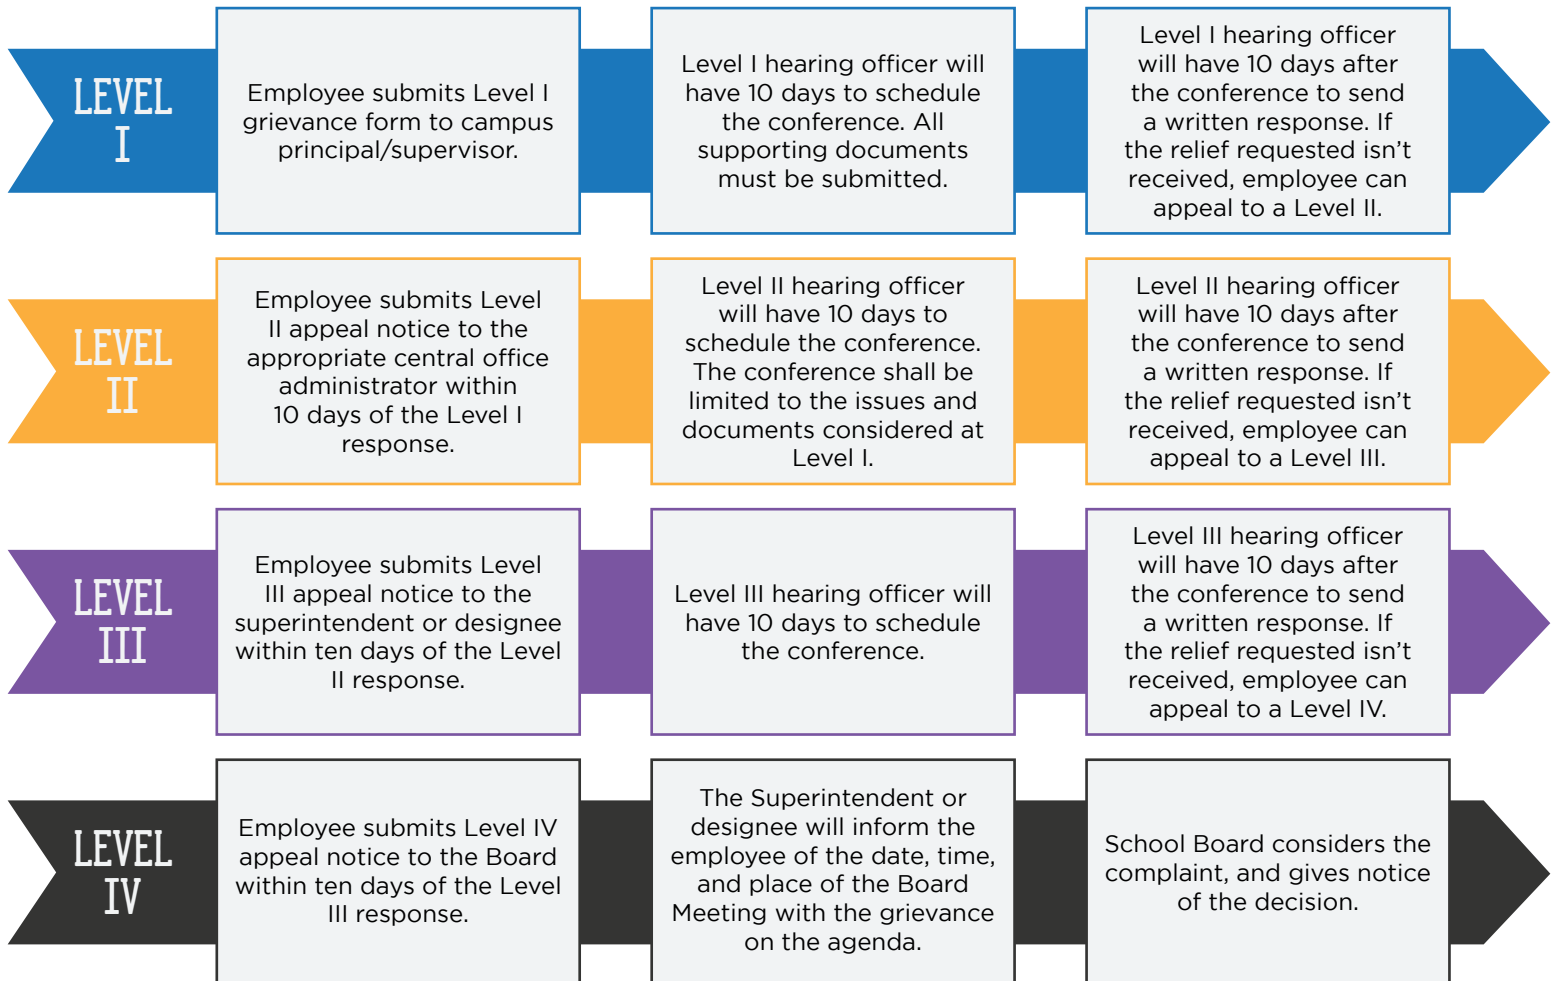 LEVEL
I
Employee submits Level I
grievance form to campus
principal/supervisor.
Level I hearing officer will
have 10 days to schedule
the conference. All
supporting documents
must be submitted.
Level I hearing officer
will have 10 days after
the conference to send
a written response. If
the relief requested isn’t
received, employee can
appeal to a Level II.
LEVEL
II
Employee submits Level
II appeal notice to the
appropriate central office
administrator within
10 days of the Level I
response.
Level II hearing officer
will have 10 days to
schedule the conference.
The conference shall be
limited to the issues and
documents considered at
Level I.
Level II hearing officer
will have 10 days after
the conference to send
a written response. If
the relief requested isn’t
received, employee can
appeal to a Level III.
LEVEL
III
Employee submits Level
III appeal notice to the
superintendent or designee
within ten days of the Level
II response.
Level III hearing officer will
have 10 days to schedule
the conference.
Level III hearing officer
will have 10 days after
the conference to send
a written response. If
the relief requested isn’t
received, employee can
appeal to a Level IV.
LEVEL
IV
Employee submits Level IV
appeal notice to the Board
within ten days of the Level
III response.
The Superintendent or
designee will inform the
employee of the date, time,
and place of the Board
Meeting with the grievance
on the agenda.
School Board considers the
complaint, and gives notice
of the decision.